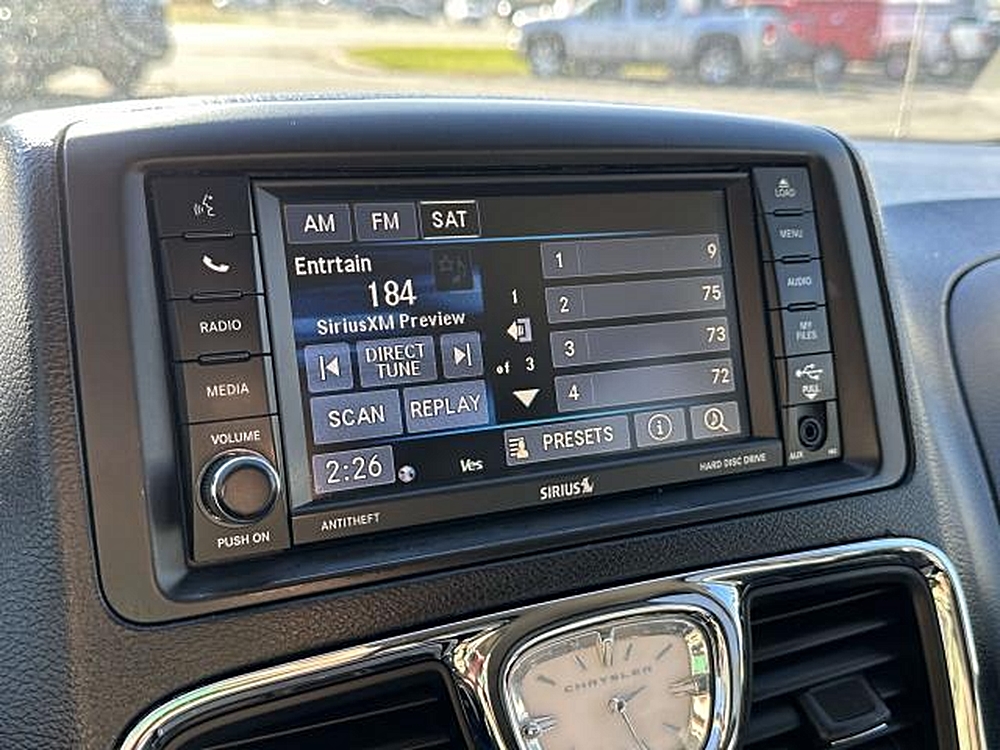 LOAD
MENU
AUDIO
MY
FILES
PULL
AUX
RADIO
MEDIA
VOLUME
PUSH ON
AM FM SAT
Entrtain
184
SiriusXM Preview
DIRECT
TUNE
SCAN REPLAY
1
of 3
1 9
2 75
3 73
4 72
2:26 Ves PRESETS i
ANTITHEFT SIRIUS HARD DISC DRIVE
CHRYSLER